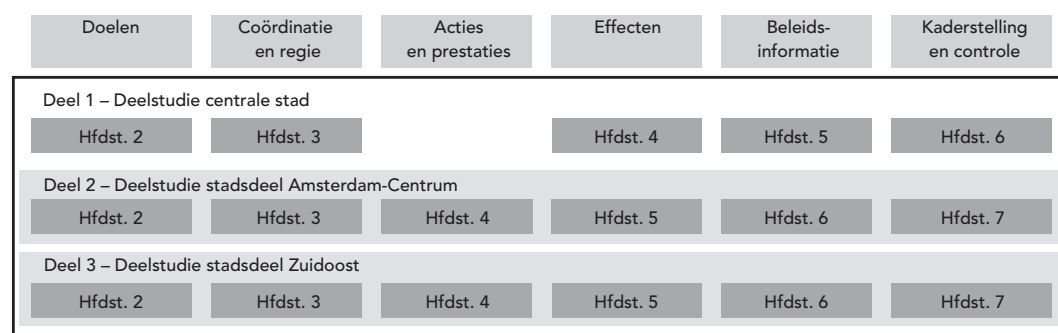 Doelen
Coördinatie
en regie
Acties
en prestaties
Effecten
Beleids-
informatie
Kaderstelling
en controle
Deel 1 – Deelstudie centrale stad
Hfdst. 2 Hfdst. 3 Hfdst. 4 Hfdst. 5 Hfdst. 6
Deel 2 – Deelstudie stadsdeel Amsterdam-Centrum
Hfdst. 2 Hfdst. 3 Hfdst. 4 Hfdst. 5 Hfdst. 6 Hfdst. 7
Deel 3 – Deelstudie stadsdeel Zuidoost
Hfdst. 2 Hfdst. 3 Hfdst. 4 Hfdst. 5 Hfdst. 6 Hfdst. 7